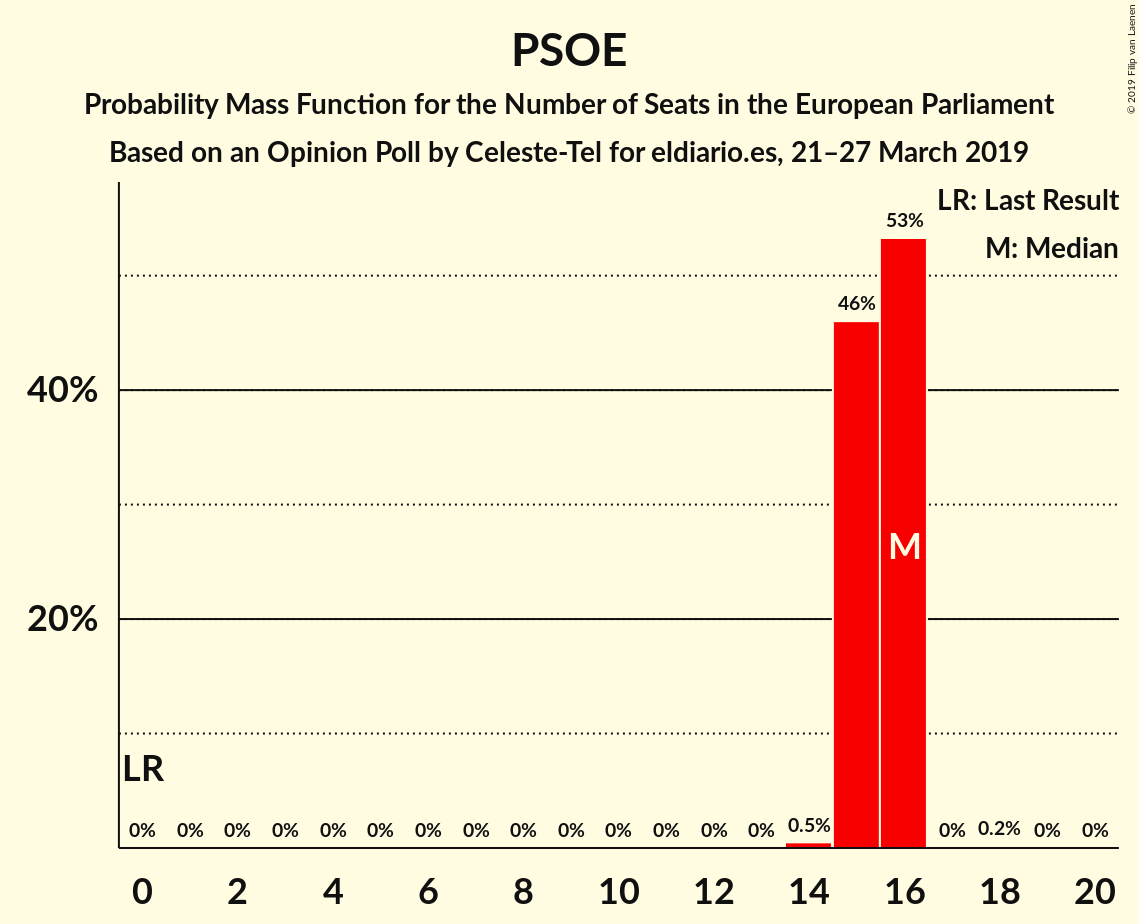 PSOE
Probability Mass Function for the Number of Seats in the European Parliament
Based on an Opinion Poll by Celeste-Tel for eldiario.es, 21–27 March 2019
© 2019 Filip van Laenen
LR: Last Result
M: Median
53%
46%
40%
M
20%
LR
0% 0% 0% 0% 0% 0% 0% 0% 0% 0% 0% 0% 0% 0% 0.5% 0% 0.2% 0% 0%
0 2 4 6 8 10 12 14 16 18 20